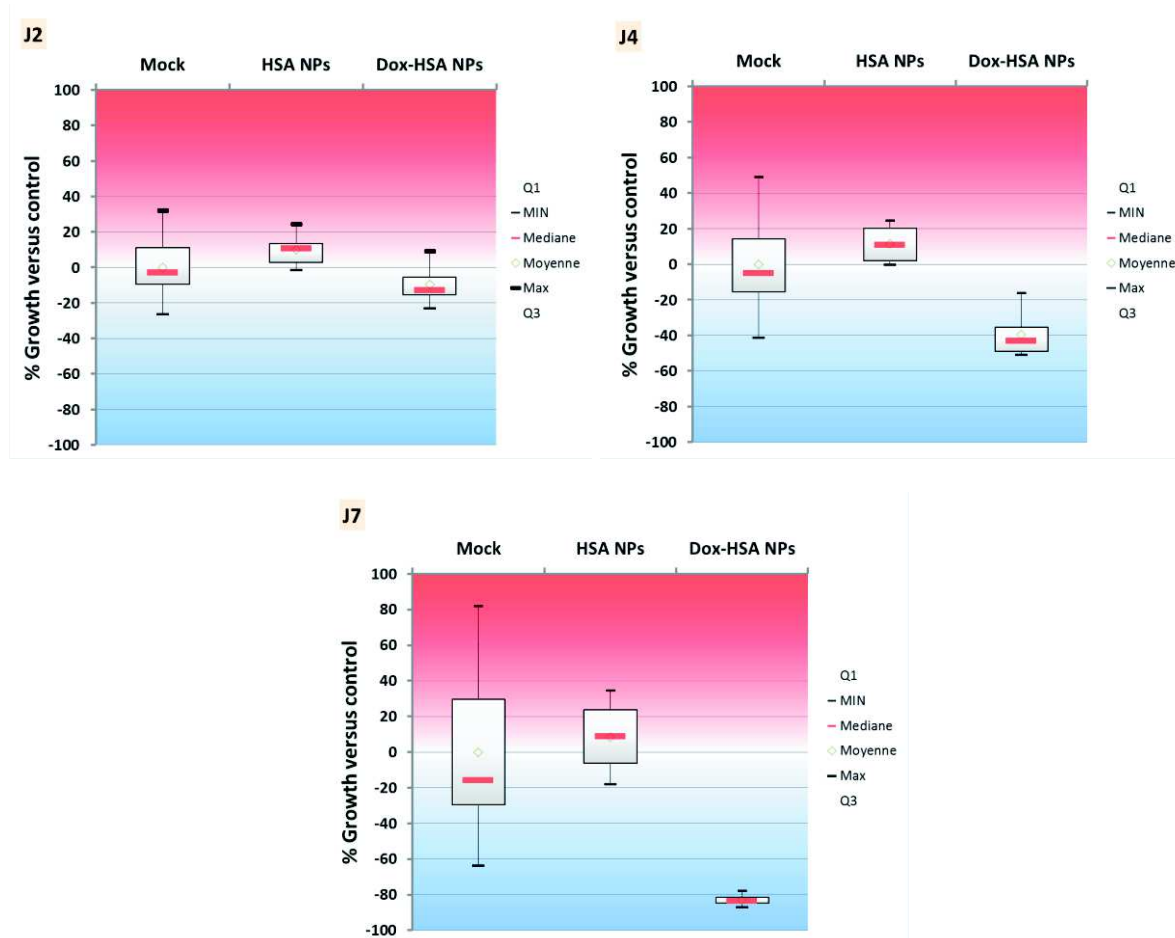 J2
Mock HSA NPs Dox-HSA NPs
% Growth versus control
100
80
60
40
20
0
-20
-40
-60
-80
-100
Q1
MIN
Mediane
Moyenne
Max
Q3
J4
Mock HSA NPs Dox-HSA NPs
% Growth versus control
100
80
60
40
20
0
-20
-40
-60
-80
-100
Q1
MIN
Mediane
Moyenne
Max
Q3
J7
Mock HSA NPs Dox-HSA NPs
% Growth versus control
100
80
60
40
20
0
-20
-40
-60
-80
-100
Q1
MIN
Mediane
Moyenne
Max
Q3